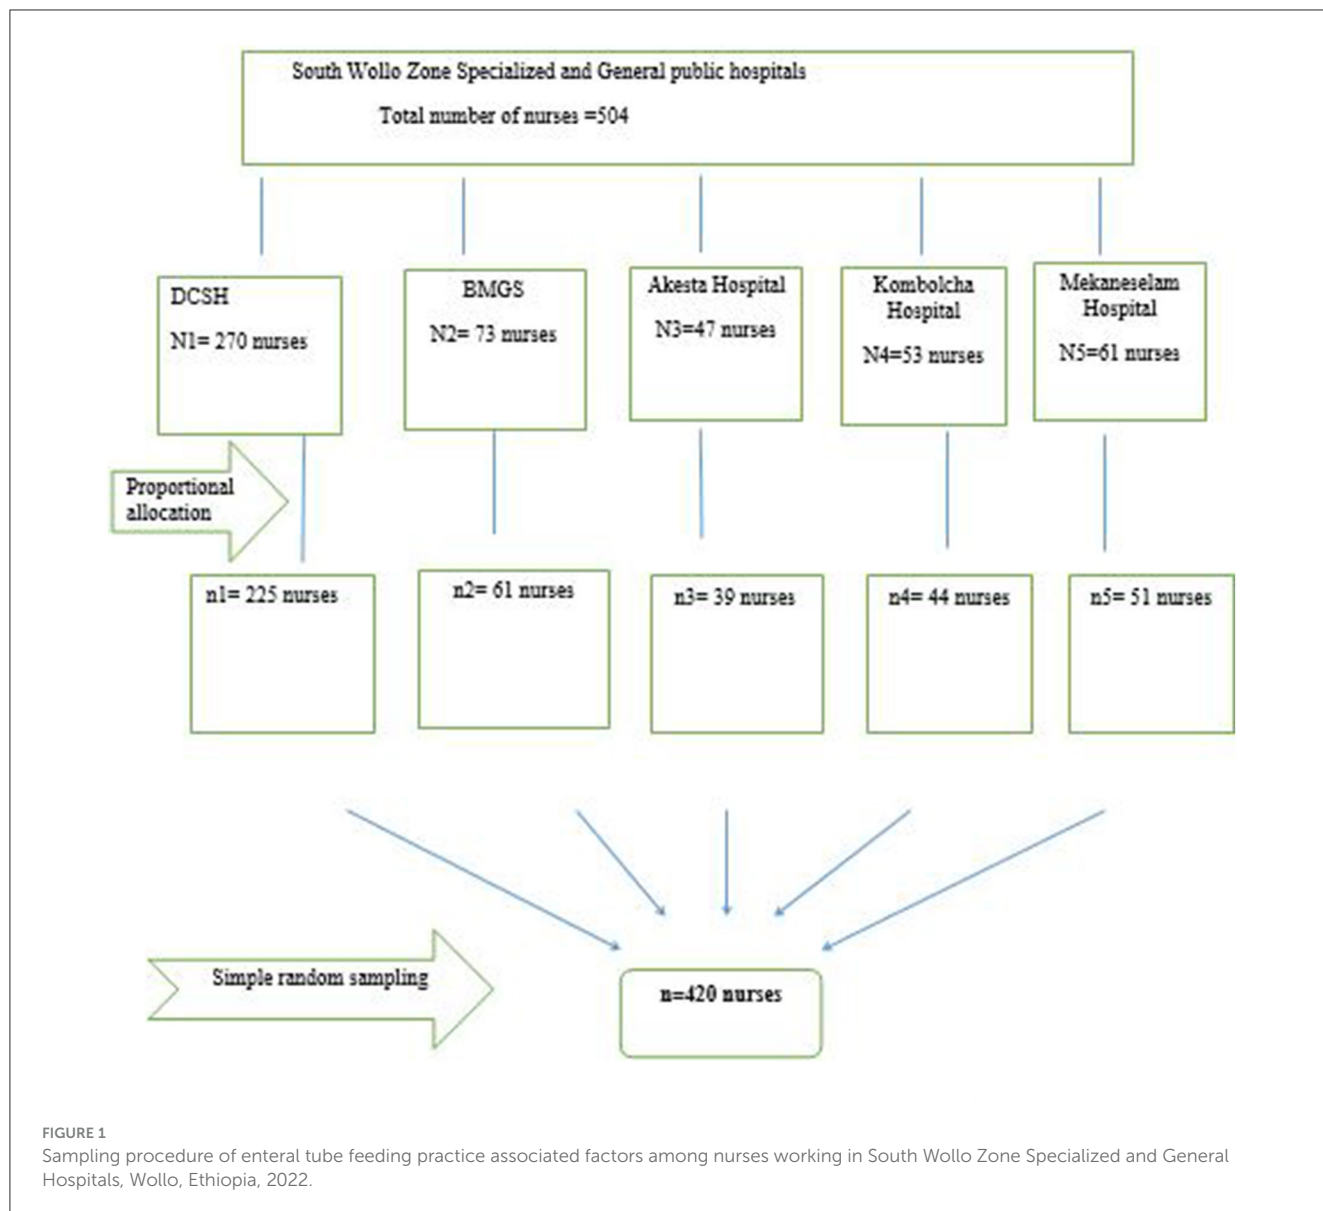 South Wollo Zone Specialized and General public hospitals
Total number of nurses =504
DCSH
N1= 270 nurses
BMGS
N2= 73 nurses
Akesta Hospital
N3=47 nurses
Kombolcha
Hospital
N4=53 nurses
Mekaneselam
Hospital
N5=61 nurses
Proportional
allocation
n1= 225 nurses
n2= 61 nurses
n3= 39 nurses
n4= 44 nurses
n5= 51 nurses
Simple random sampling
n=420 nurses
FIGURE 1
Sampling procedure of enteral tube feeding practice associated factors among nurses working in South Wollo Zone Specialized and General
Hospitals, Wollo, Ethiopia, 2022.